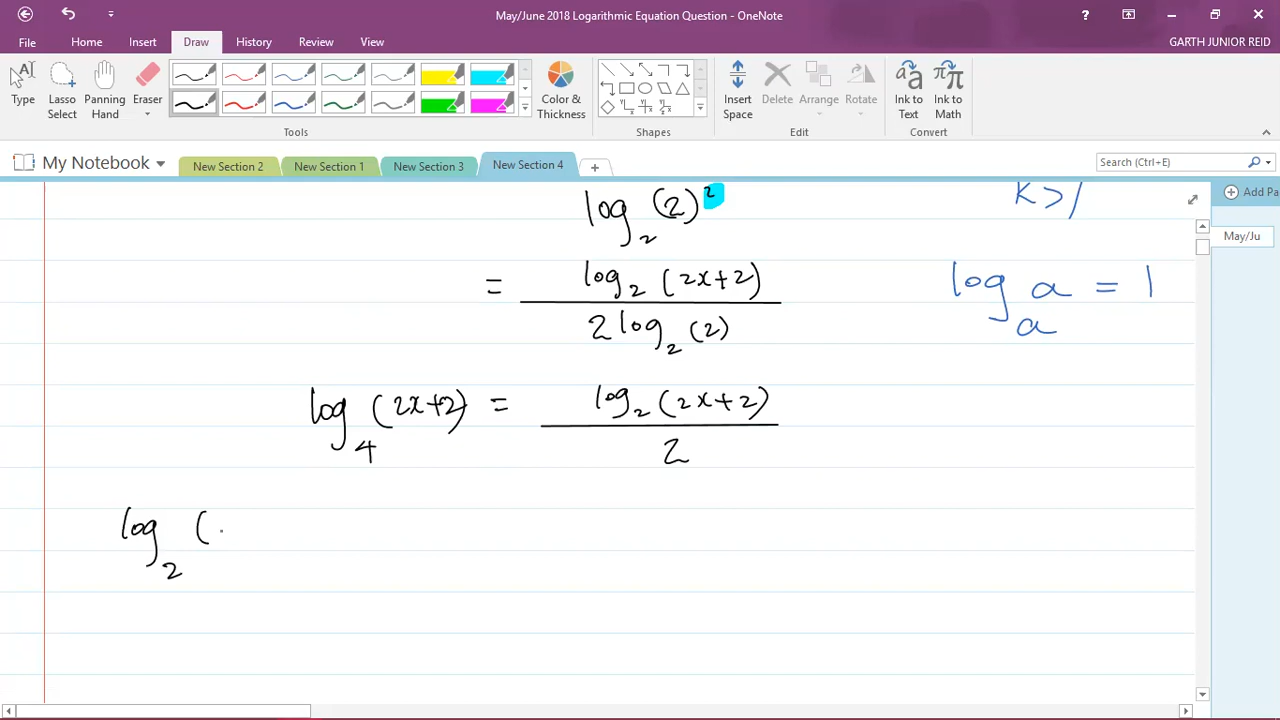 May/June 2018 Logarithmic Equation Question - OneNote
File Home Insert Draw History Review View GARTH JUNIOR REID
Type Lasso Select Panning Hand Eraser Color & Thickness Insert Space Delete Arrange Rotate Ink to Text Ink to Math
Tools Shapes Edit Convert
My Notebook New Section 2 New Section 1 New Section 3 New Section 4 + Search (Ctrl+E)
Add Pa
May/Ju
log₂ (2)²
K > 1
= log₂ (2x+2) / 2 log₂ (2)
logₐ a = 1
log₄ (2x+2) = log₂ (2x+2) / 2
log₂ (